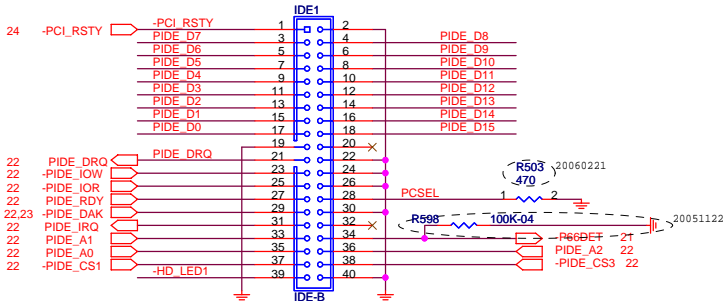 IDE1
24 -PCI_RSTY -PCI_RSTY 1 2
PIDE_D7 3 4 PIDE_D8
PIDE_D6 5 6 PIDE_D9
PIDE_D5 7 8 PIDE_D10
PIDE_D4 9 10 PIDE_D11
PIDE_D3 11 12 PIDE_D12
PIDE_D2 13 14 PIDE_D13
PIDE_D1 15 16 PIDE_D14
PIDE_D0 17 18 PIDE_D15
19 20
22 PIDE_DRQ PIDE_DRQ 21 22
22 -PIDE_IOW 23 24 R503 20060221
22 -PIDE_IOR 25 26 470
22 PIDE_RDY 27 28 PCSEL 1 2
22,23 -PIDE_DAK 29 30
22 PIDE_IRQ 31 32 R598 100K-04 20051122
22 PIDE_A1 33 34 P66DET 21
22 PIDE_A0 35 36 PIDE_A2 22
22 -PIDE_CS1 37 38 -PIDE_CS3 22
-HD_LED1 39 40
IDE-B